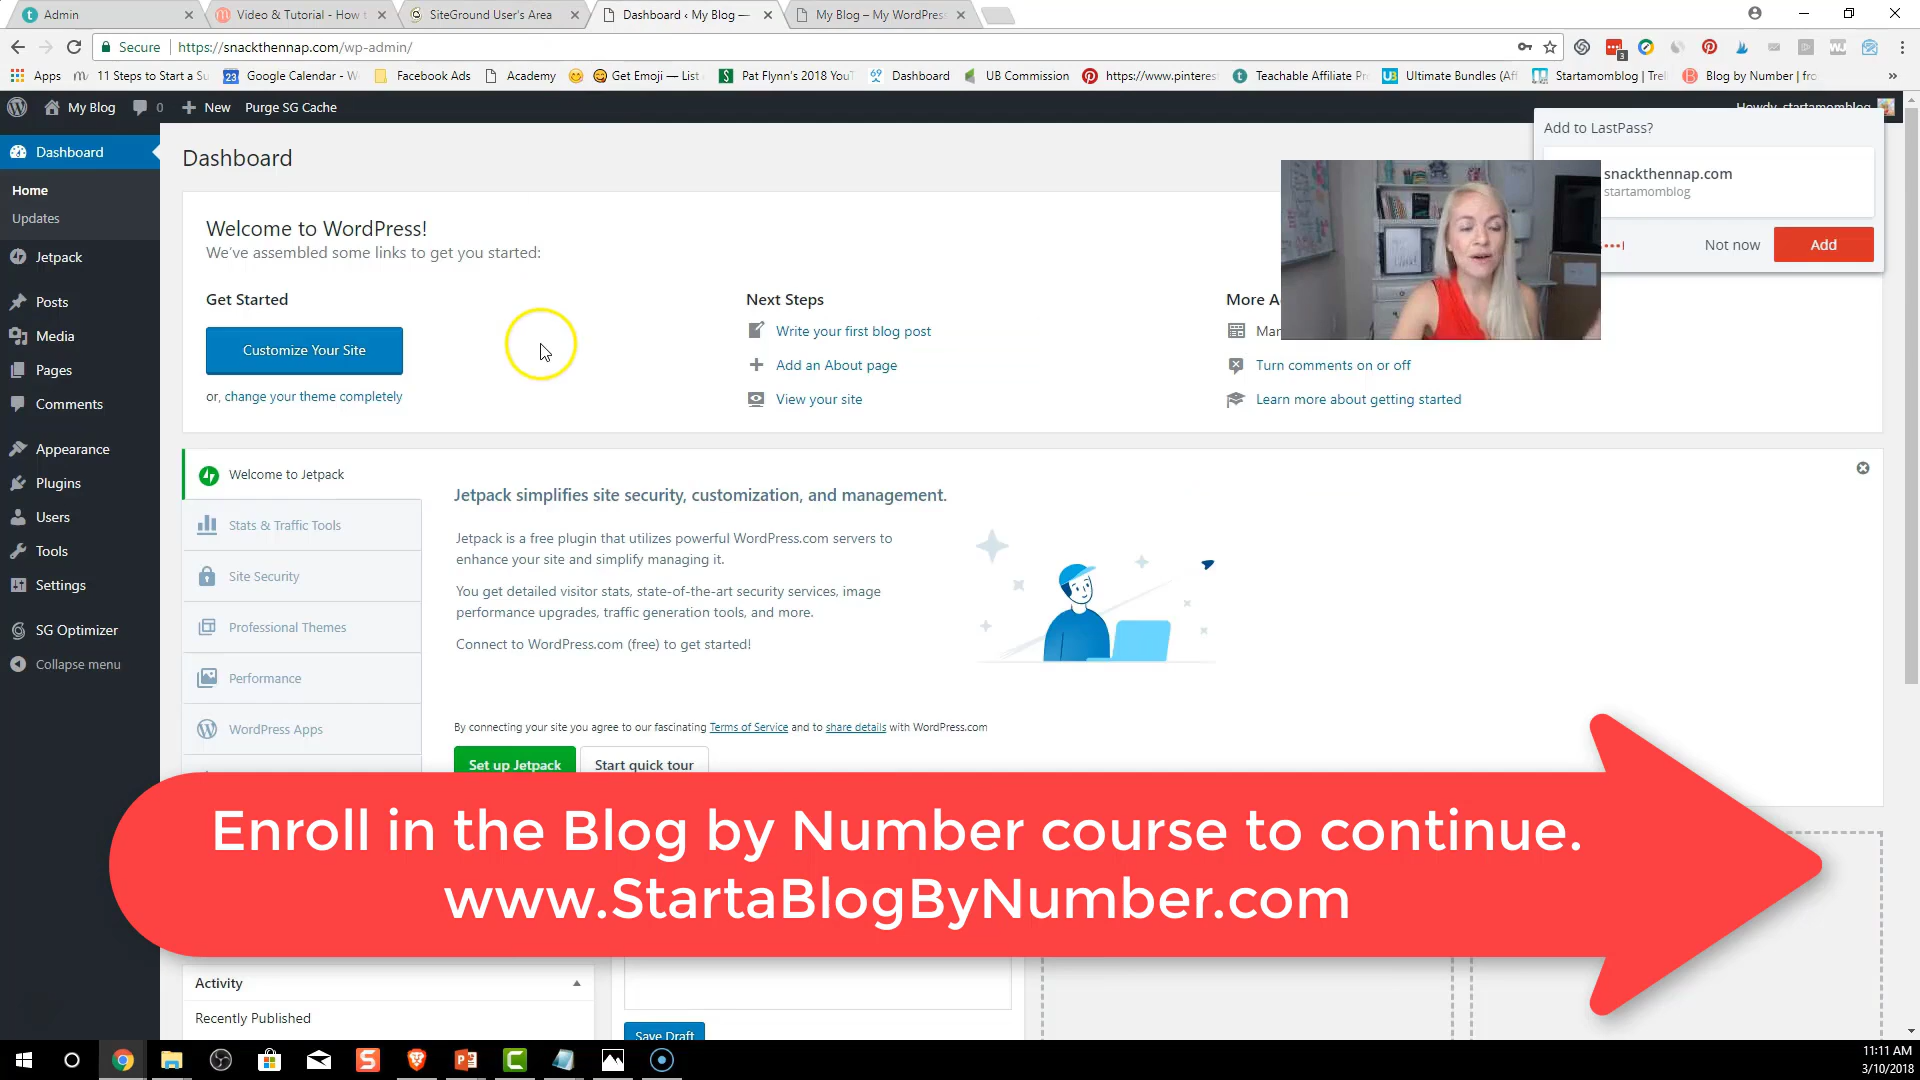 Admin
Video & Tutorial - How t
SiteGround User's Area
Dashboard ‹ My Blog —
My Blog – My WordPress
Secure
https://snackthennap.com/wp-admin/
3
Apps
11 Steps to Start a Su
23
Google Calendar - W
Facebook Ads
Academy
Get Emoji — List
Pat Flynn's 2018 YouT
Dashboard
UB Commission
https://www.pinteres
Teachable Affiliate Pr
Ultimate Bundles (Aff
Startamomblog | Trell
Blog by Number | fro
»
My Blog
0
New
Purge SG Cache
Howdy, startamomblog
Dashboard
Home
Updates
Jetpack
Posts
Media
Pages
Comments
Appearance
Plugins
Users
Tools
Settings
SG Optimizer
Collapse menu
Dashboard
Add to LastPass?
snackthennap.com
startamomblog
Not now
Add
Welcome to WordPress!
We've assembled some links to get you started:
Get Started
Customize Your Site
or, change your theme completely
Next Steps
Write your first blog post
Add an About page
View your site
More A
Man
Turn comments on or off
Learn more about getting started
Welcome to Jetpack
Stats & Traffic Tools
Site Security
Professional Themes
Performance
WordPress Apps
Jetpack simplifies site security, customization, and management.
Jetpack is a free plugin that utilizes powerful WordPress.com servers to
enhance your site and simplify managing it.
You get detailed visitor stats, state-of-the-art security services, image
performance upgrades, traffic generation tools, and more.
Connect to WordPress.com (free) to get started!
By connecting your site you agree to our fascinating Terms of Service and to share details with WordPress.com
Set up Jetpack
Start quick tour
Enroll in the Blog by Number course to continue.
www.StartaBlogByNumber.com
Activity
Recently Published
Save Draft
11:11 AM
3/10/2018